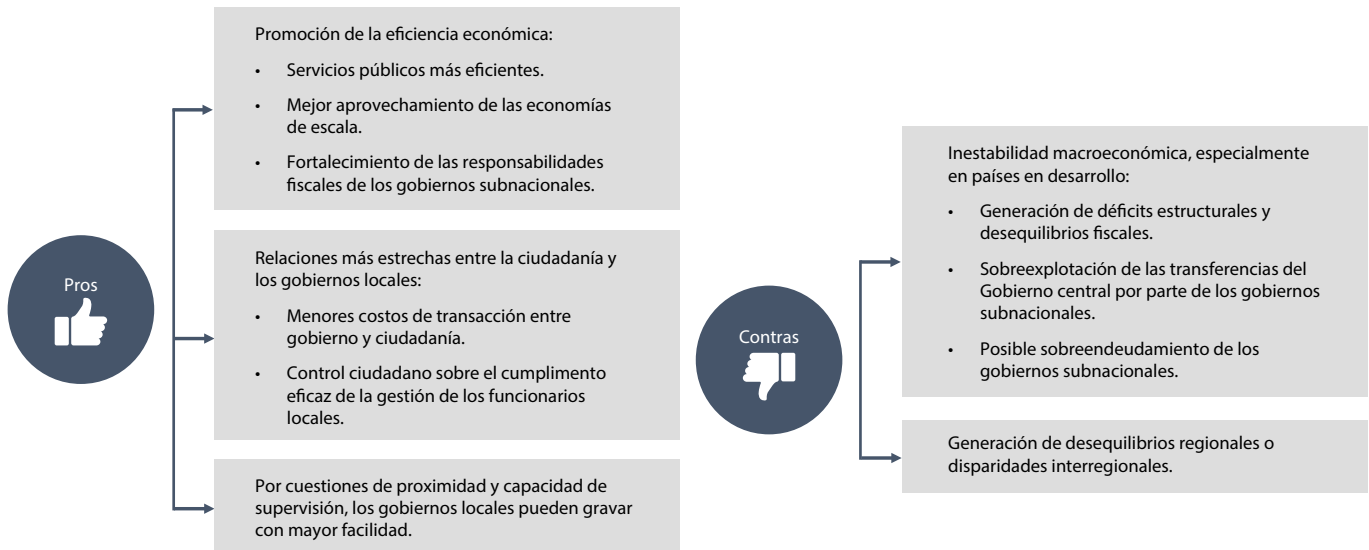 Pros
Promoción de la eficiencia económica:
• Servicios públicos más eficientes.
• Mejor aprovechamiento de las economías
de escala.
• Fortalecimiento de las responsabilidades
fiscales de los gobiernos subnacionales.
Relaciones más estrechas entre la ciudadanía y
los gobiernos locales:
• Menores costos de transacción entre
gobierno y ciudadanía.
• Control ciudadano sobre el cumplimento
eficaz de la gestión de los funcionarios
locales.
Por cuestiones de proximidad y capacidad de
supervisión, los gobiernos locales pueden gravar
con mayor facilidad.
Contras
Inestabilidad macroeconómica, especialmente
en países en desarrollo:
• Generación de déficits estructurales y
desequilibrios fiscales.
• Sobreexplotación de las transferencias del
Gobierno central por parte de los gobiernos
subnacionales.
• Posible sobreendeudamiento de los
gobiernos subnacionales.
Generación de desequilibrios regionales o
disparidades interregionales.